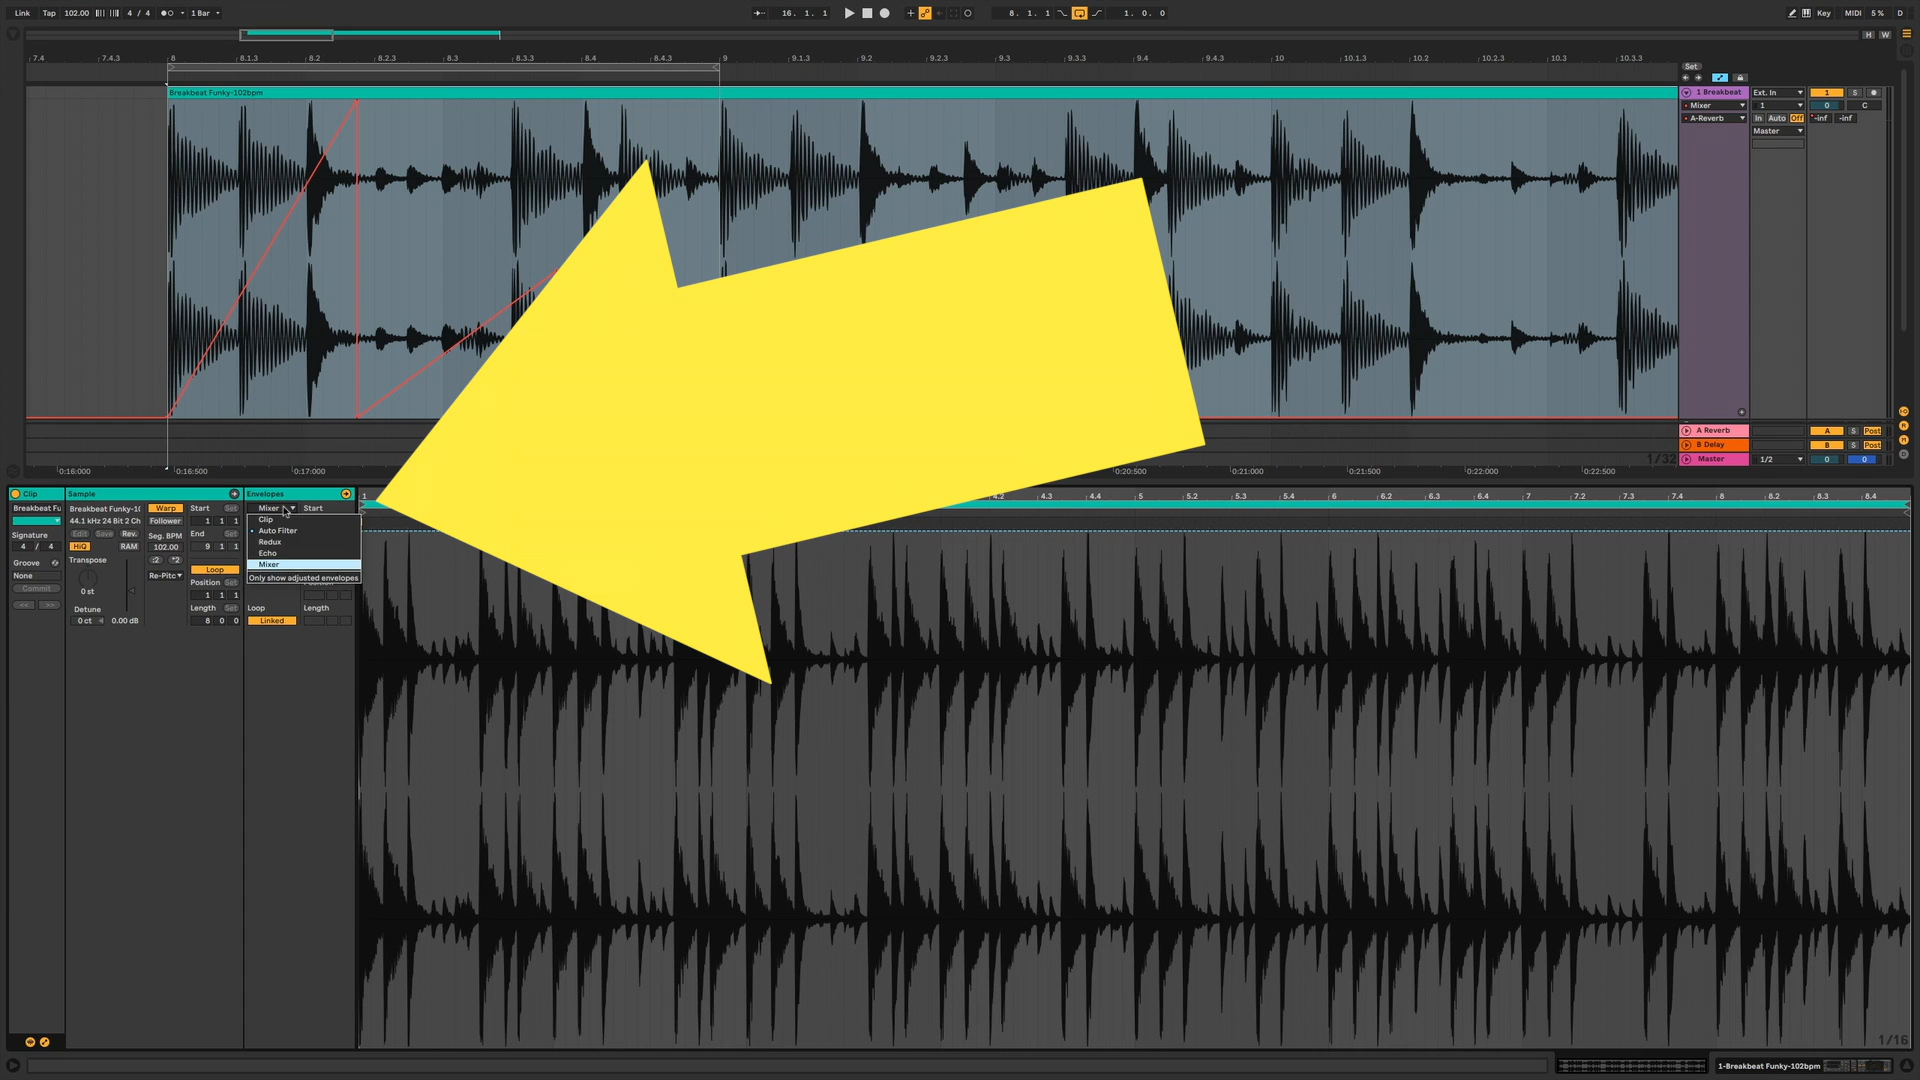 Link Tap 102.00 4 / 4 1 Bar 16. 1. 1 8. 1. 1 1. 0. 0 Key MIDI 5 % D
H W
7.4 7.4.3 8 8.1.3 8.2 8.2.3 8.3 8.3.3 8.4 8.4.3 9 9.1.3 9.2 9.2.3 9.3 9.3.3 9.4 9.4.3 10 10.1.3 10.2 10.2.3 10.3 10.3.3
Set
Breakbeat Funky-102bpm 1 Breakbeat Ext. In 1 S
Mixer 1 0 C
A-Reverb In Auto Off -inf -inf
Master
A Reverb A S Post
B Delay B S Post
1/32 Master 1/2 0 0
0:16:000 0:16:500 0:17:000 0:20:500 0:21:000 0:21:500 0:22:000 0:22:500
Clip Sample Envelopes 1 4.2 4.3 4.4 5 5.2 5.3 5.4 6 6.2 6.3 6.4 7 7.2 7.3 7.4 8 8.2 8.3 8.4
Breakbeat Fu Breakbeat Funky-1( Warp Start Mixer Start
44.1 kHz 24 Bit 2 Ch Follower 1 1 1 Clip
Signature Edit Save Rev. Seg. BPM End Set Auto Filter
4 / 4 HiQ RAM 102.00 9 1 1 Redux
Groove Transpose :2 *2 Echo
None Loop Mixer
Re-Pitc Position Set Only show adjusted envelopes
Commit 0 st 1 1 1
<< >> Detune Length Set Loop Length
0 ct 0.00 dB 8 0 0 Linked
1/16
1-Breakbeat Funky-102bpm